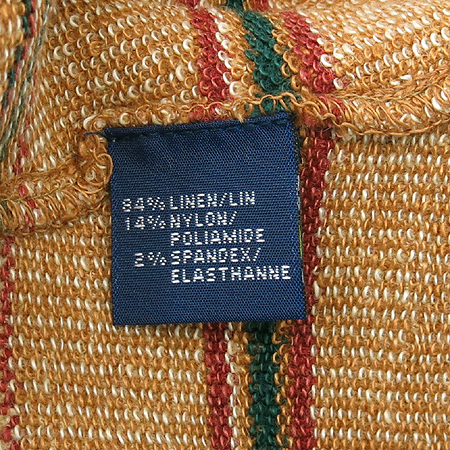 84% LINEN/LIN
14% NYLON/
POLIAMIDE
2% SPANDEX/
ELASTHANNE